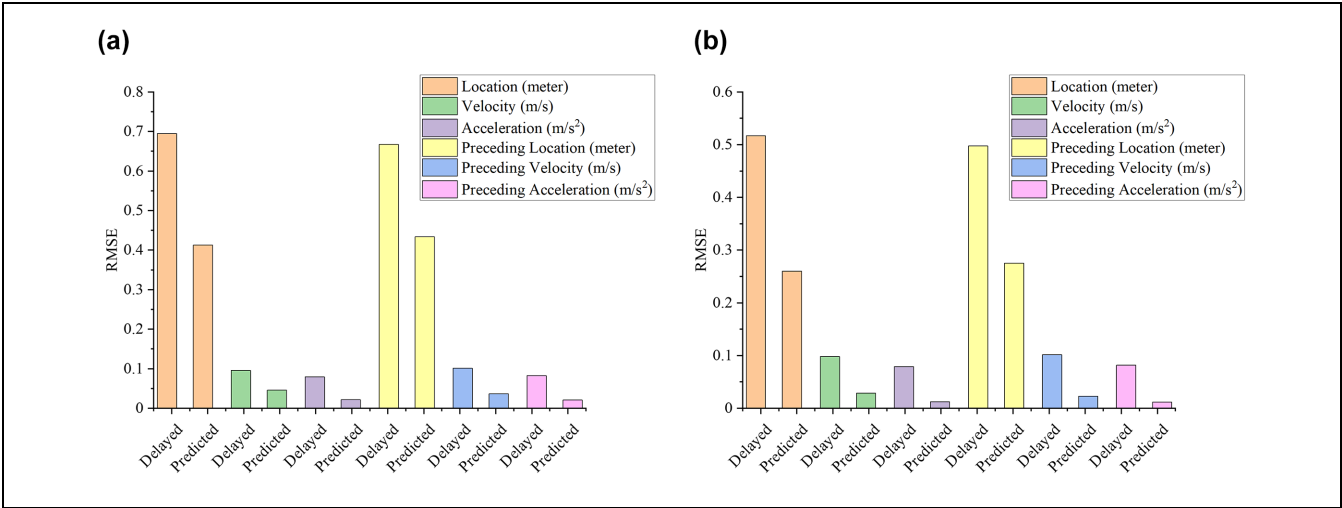 (a)
Location (meter)
Velocity (m/s)
Acceleration (m/s²)
Preceding Location (meter)
Preceding Velocity (m/s)
Preceding Acceleration (m/s²)
RMSE
0.8
0.7
0.6
0.5
0.4
0.3
0.2
0.1
0
Delayed
Predicted
Delayed
Predicted
Delayed
Predicted
Delayed
Predicted
Delayed
Predicted
Delayed
Predicted
(b)
Location (meter)
Velocity (m/s)
Acceleration (m/s²)
Preceding Location (meter)
Preceding Velocity (m/s)
Preceding Acceleration (m/s²)
RMSE
0.6
0.5
0.4
0.3
0.2
0.1
0
Delayed
Predicted
Delayed
Predicted
Delayed
Predicted
Delayed
Predicted
Delayed
Predicted
Delayed
Predicted